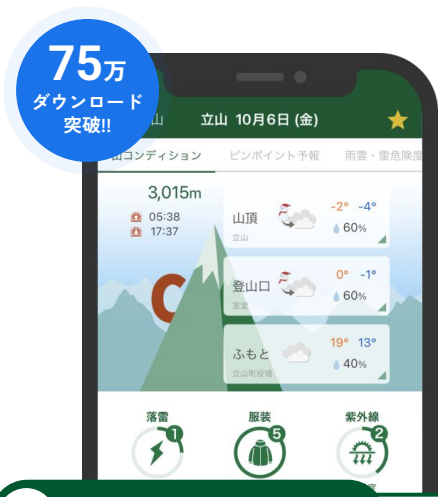 75万
ダウンロード
突破!!
山
立山 10月6日 (金)
山コンディション
ピンポイント予報
雨雲・雷危険度
3,015m
05:38
17:37
C
山頂
立山
-2° -4°
60%
登山口
室堂
0° -1°
60%
ふもと
立山町役場
19° 13°
40%
落雷
1
服装
5
紫外線
2